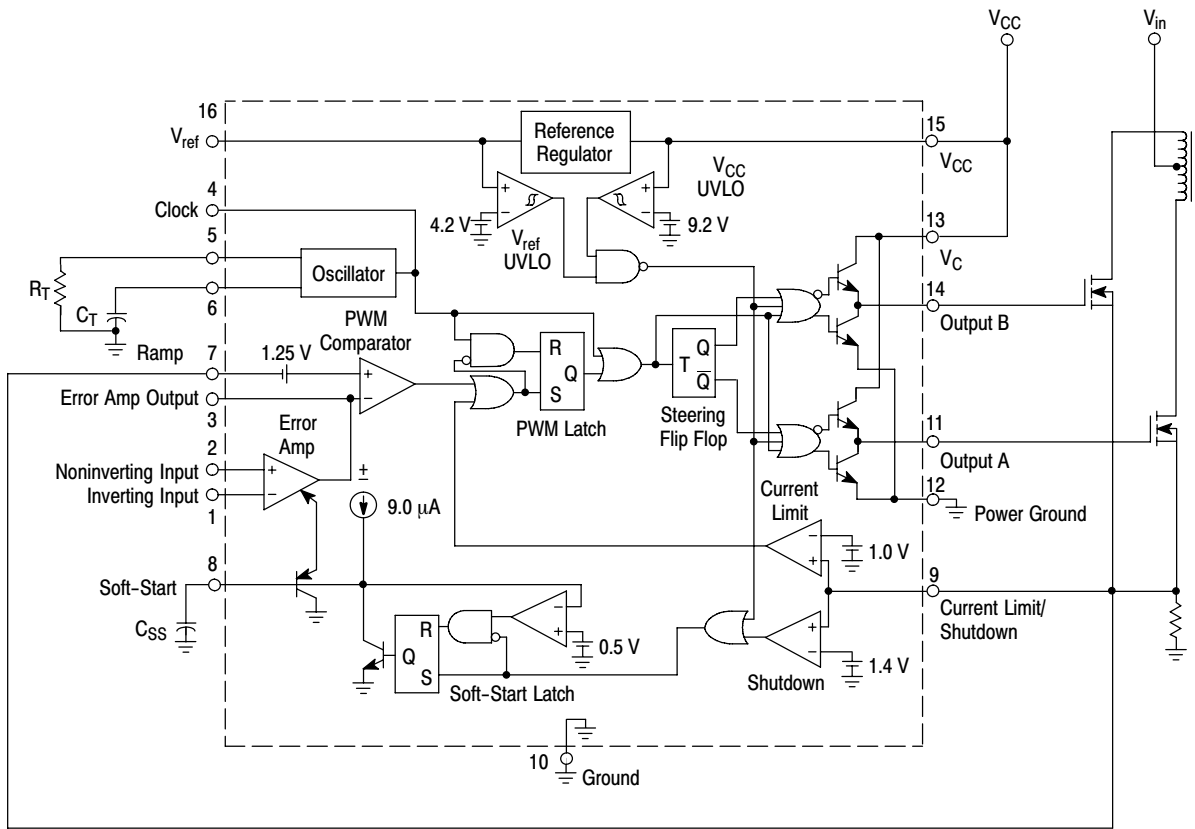 VCC
Vin
16
Vref
Reference
Regulator
15
VCC
VCC
UVLO
4
Clock
4.2 V
9.2 V
Vref
UVLO
13
VC
5
Oscillator
RT
CT
6
14
Output B
PWM
Comparator
7
Ramp
1.25 V
R
Q
S
PWM Latch
T
Q
Q̅
Steering
Flip Flop
Error Amp Output
3
Error
Amp
2
Noninverting Input
Inverting Input
1
11
Output A
12
Power Ground
9.0 μA
Current
Limit
1.0 V
8
Soft-Start
CSS
9
Current Limit/
Shutdown
0.5 V
R
Q
S
Soft-Start Latch
1.4 V
Shutdown
10
Ground